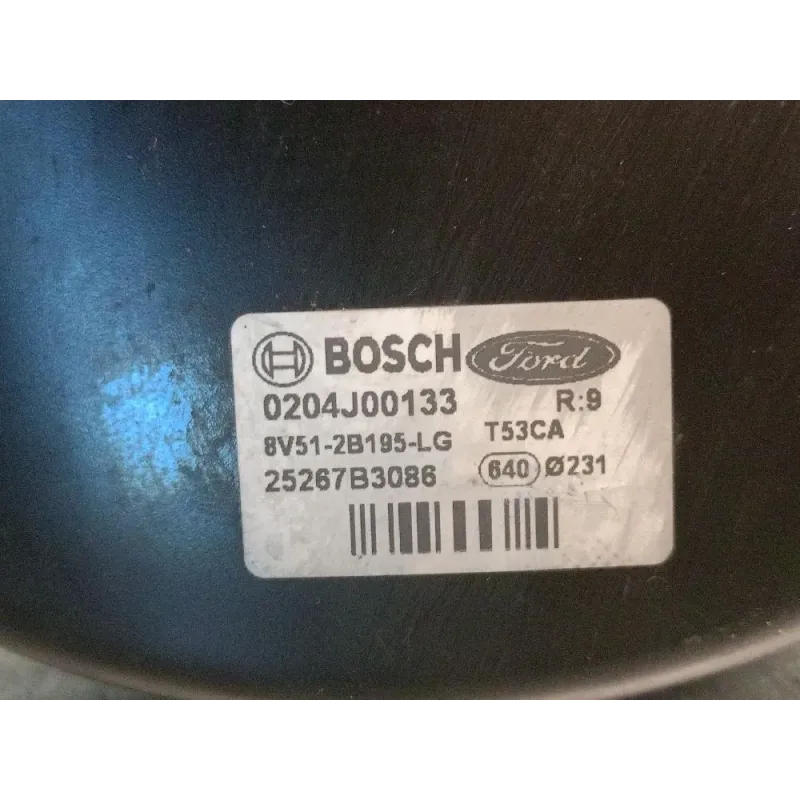 BOSCH Ford
0204J00133 R:9
8V51-2B195-LG T53CA
25267B3086 640 Ø231